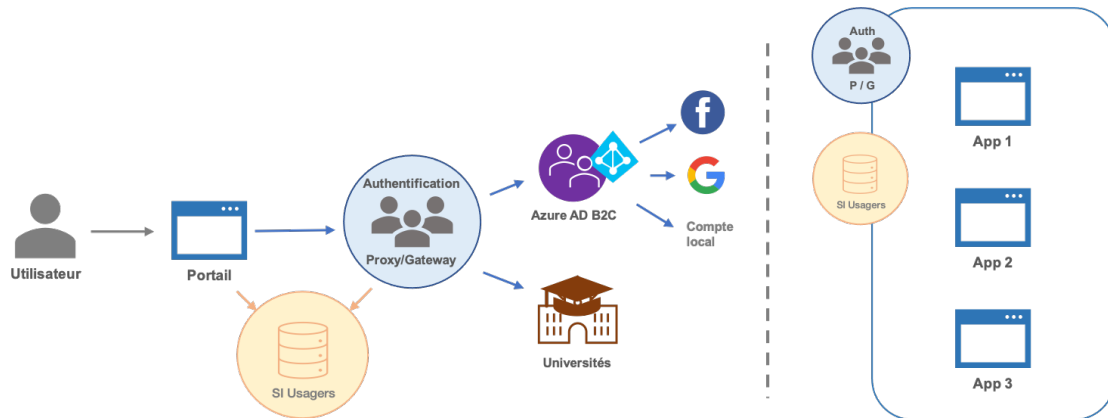 Utilisateur
Portail
Authentification
Proxy/Gateway
SI Usagers
Azure AD B2C
Compte
local
Universités
Auth
P / G
SI Usagers
App 1
App 2
App 3